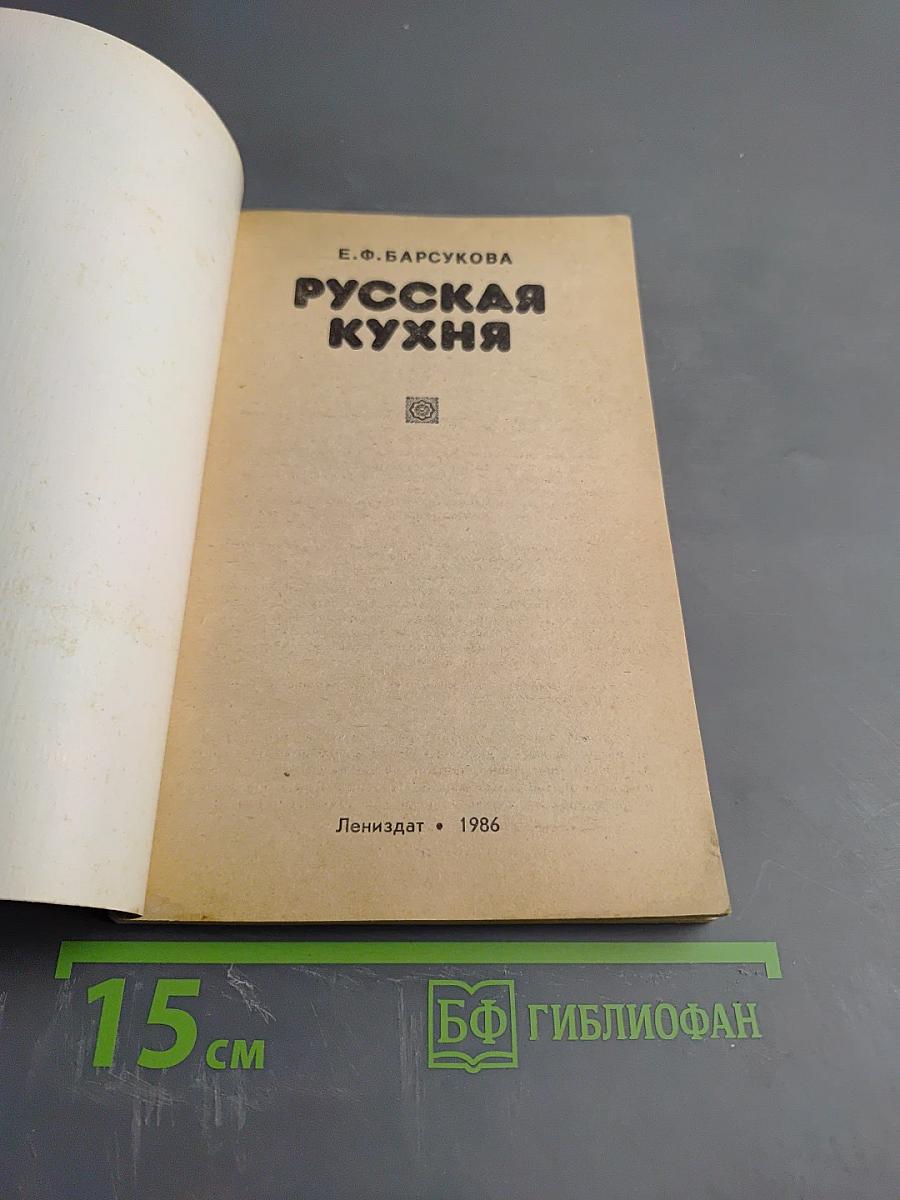 Е.Ф.БАРСУКОВА
РУССКАЯ
КУХНЯ
Лениздат • 1986
15 см
БФ ГИБЛИОФАН